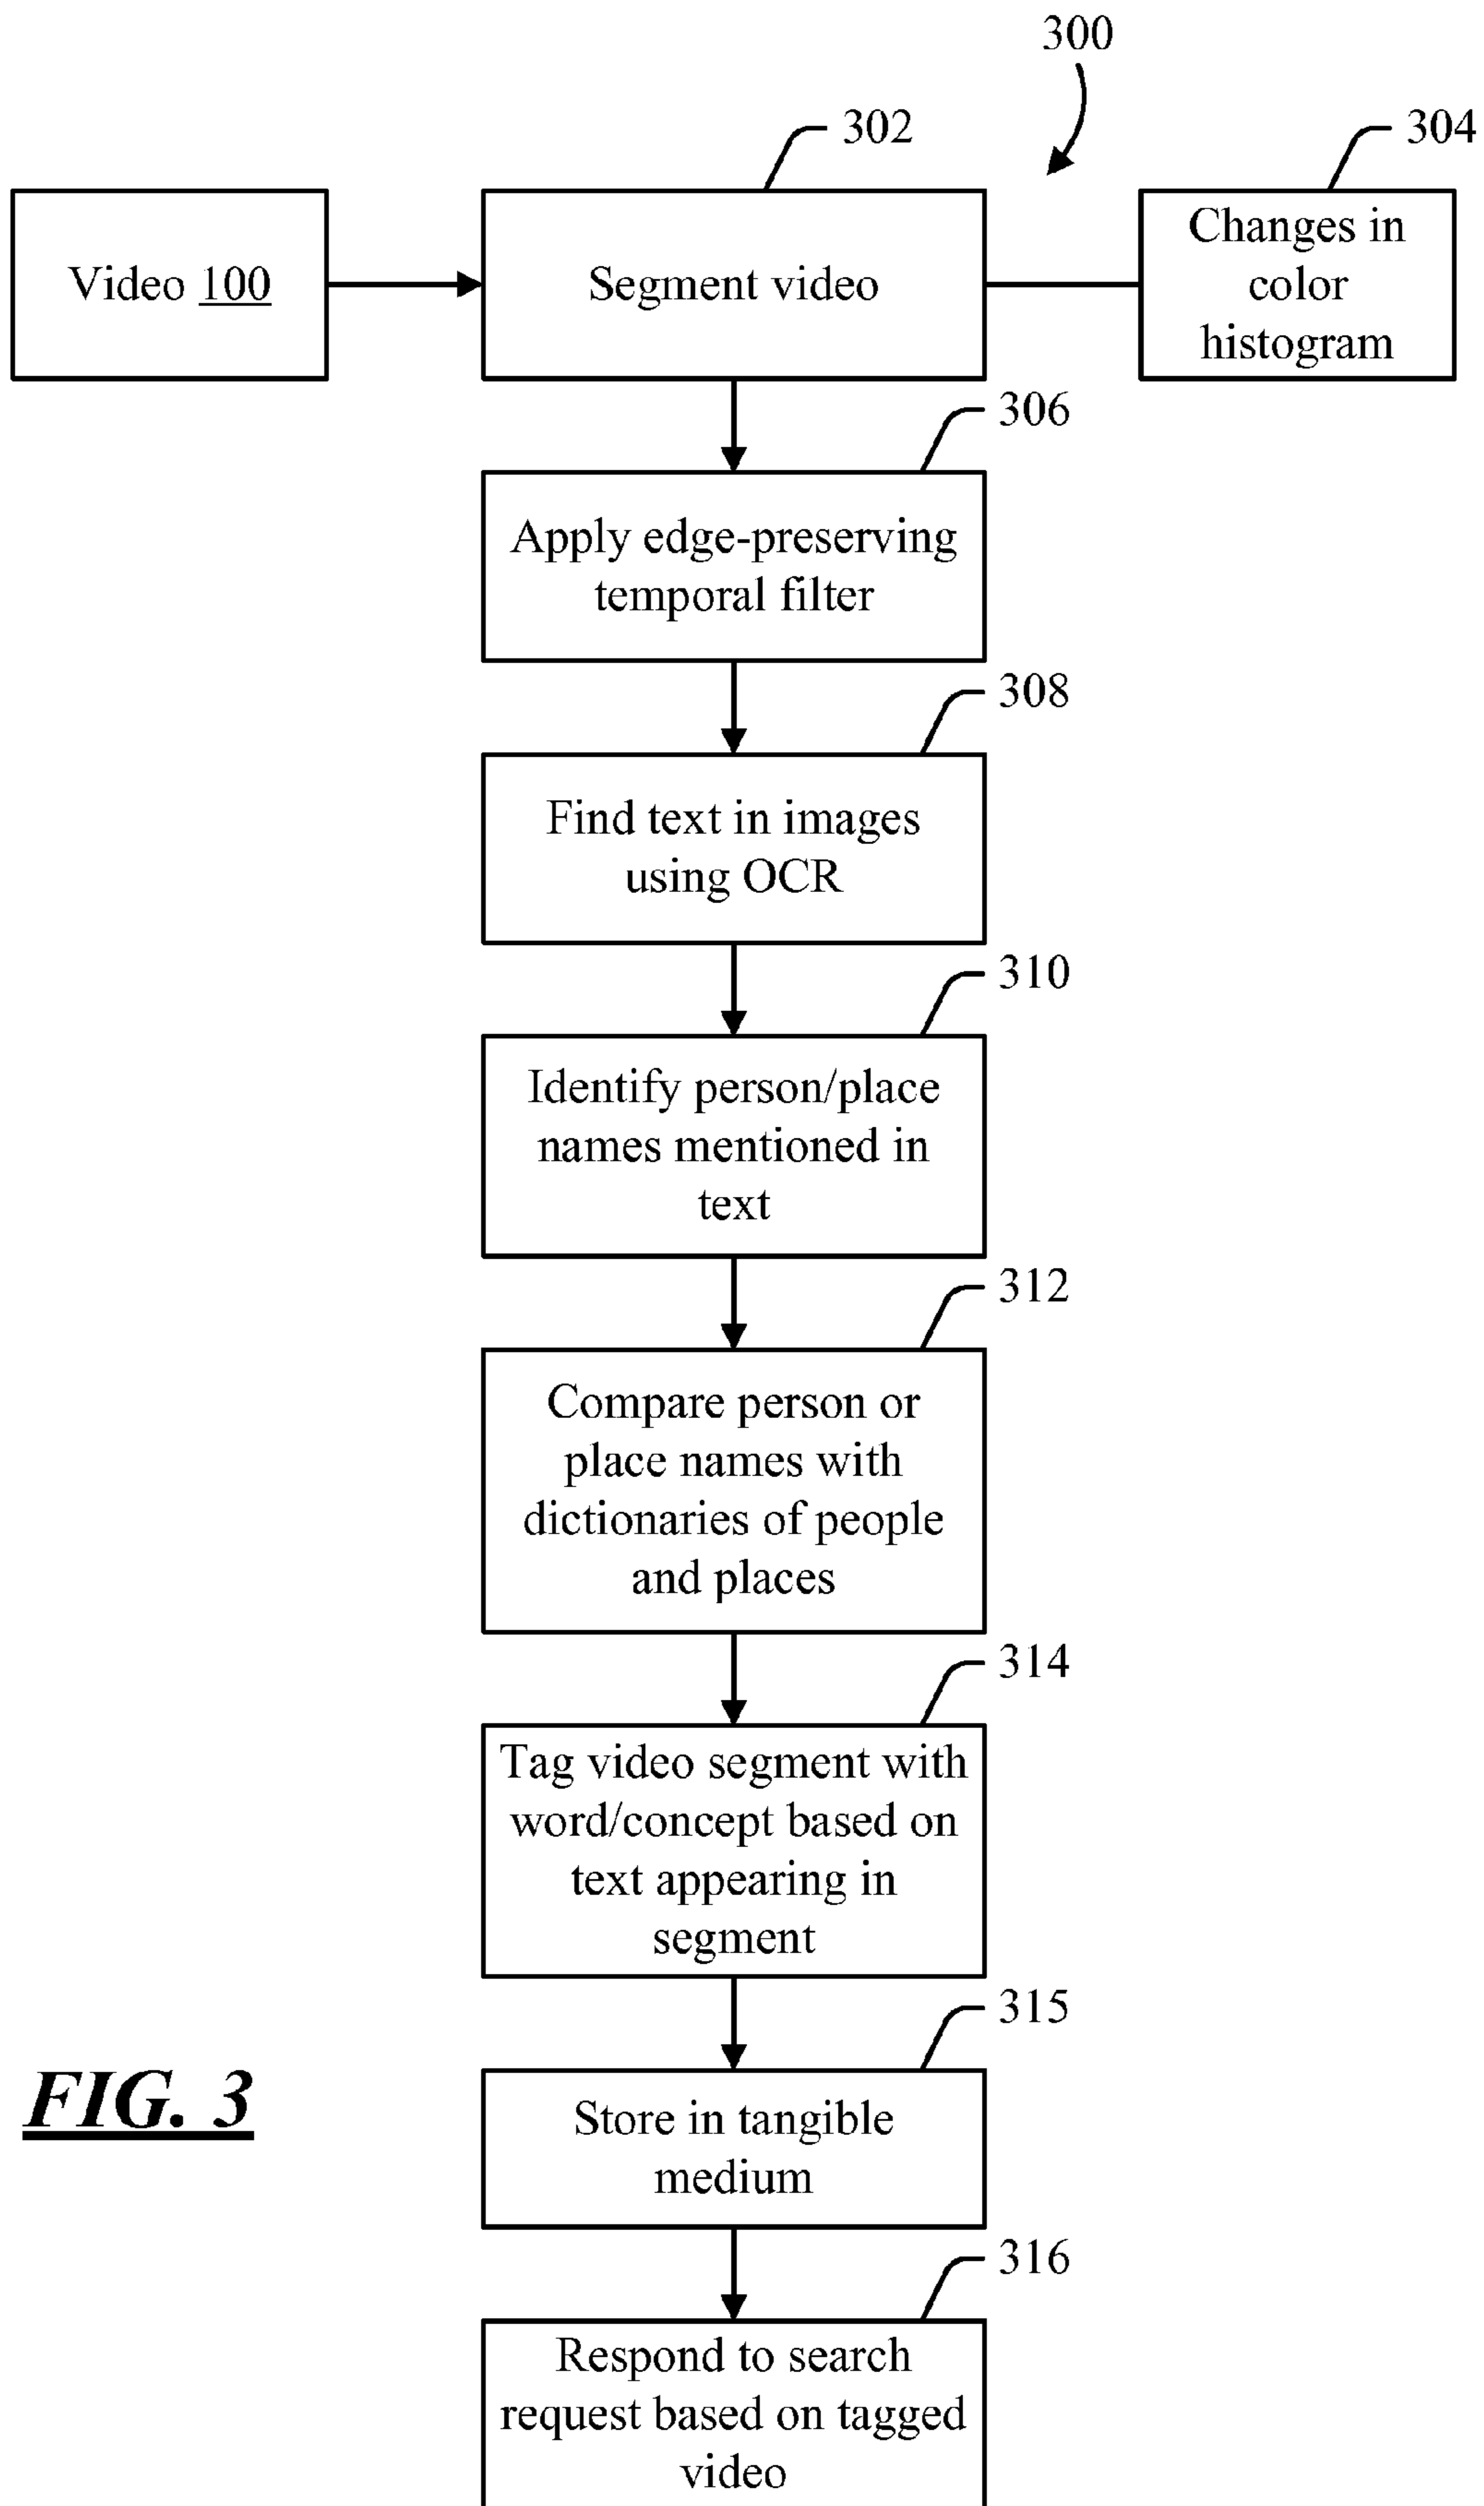 300
302
304
Video 100
Segment video
Changes in
color
histogram
306
Apply edge-preserving
temporal filter
308
Find text in images
using OCR
310
Identify person/place
names mentioned in
text
312
Compare person or
place names with
dictionaries of people
and places
314
Tag video segment with
word/concept based on
text appearing in
segment
315
Store in tangible
medium
FIG. 3
316
Respond to search
request based on tagged
video